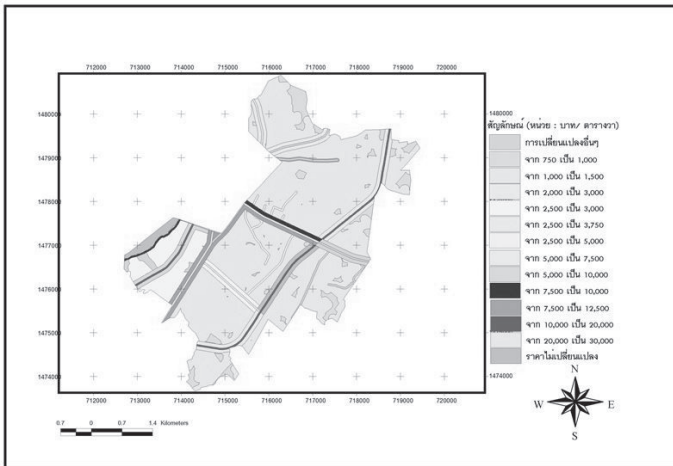 712000 713000 714000 715000 716000 717000 718000 719000 720000
1480000 1480000
สัญลักษณ์ (หน่วย : บาท/ ตารางวา)
การเปลี่ยนแปลงอื่นๆ
1479000 จาก 750 เป็น 1,000
จาก 1,000 เป็น 1,500
จาก 2,000 เป็น 3,000
1478000 จาก 2,500 เป็น 3,000
จาก 2,500 เป็น 3,750
จาก 2,500 เป็น 5,000
1477000 จาก 5,000 เป็น 7,500
จาก 5,000 เป็น 10,000
1476000 จาก 7,500 เป็น 10,000
จาก 7,500 เป็น 12,500
1475000 จาก 10,000 เป็น 20,000
จาก 20,000 เป็น 30,000
ราคาไม่เปลี่ยนแปลง
1474000 1474000
712000 713000 714000 715000 716000 717000 718000 719000 720000
N
W E
S
0.7 0 0.7 1.4 Kilometers